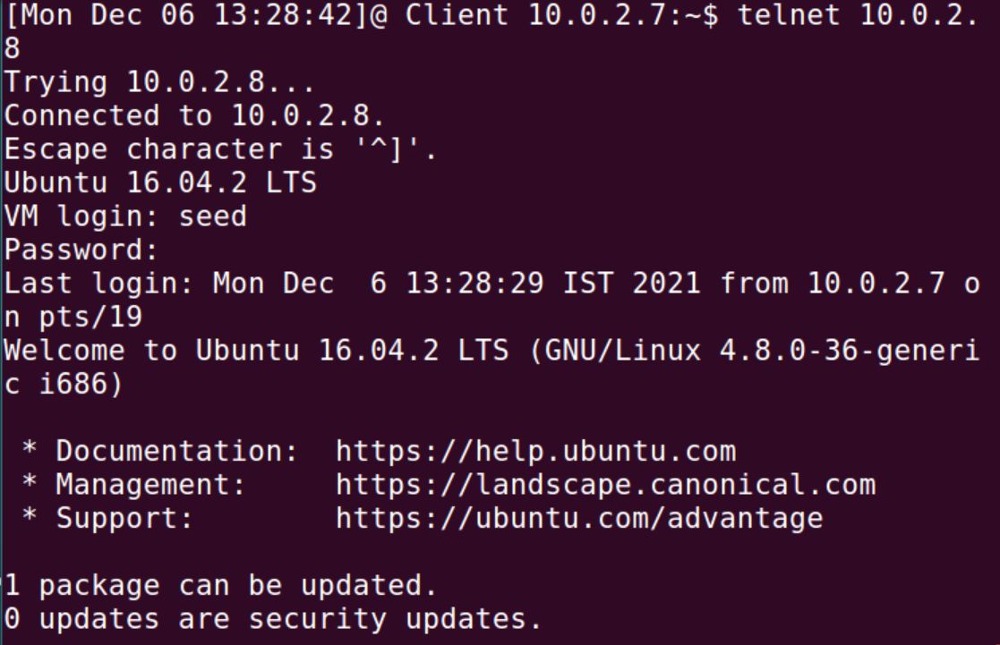 [Mon Dec 06 13:28:42]@ Client 10.0.2.7:~$ telnet 10.0.2.
8
Trying 10.0.2.8...
Connected to 10.0.2.8.
Escape character is '^]'.
Ubuntu 16.04.2 LTS
VM login: seed
Password:
Last login: Mon Dec  6 13:28:29 IST 2021 from 10.0.2.7 o
n pts/19
Welcome to Ubuntu 16.04.2 LTS (GNU/Linux 4.8.0-36-generi
c i686)

 * Documentation:  https://help.ubuntu.com
 * Management:     https://landscape.canonical.com
 * Support:        https://ubuntu.com/advantage

1 package can be updated.
0 updates are security updates.